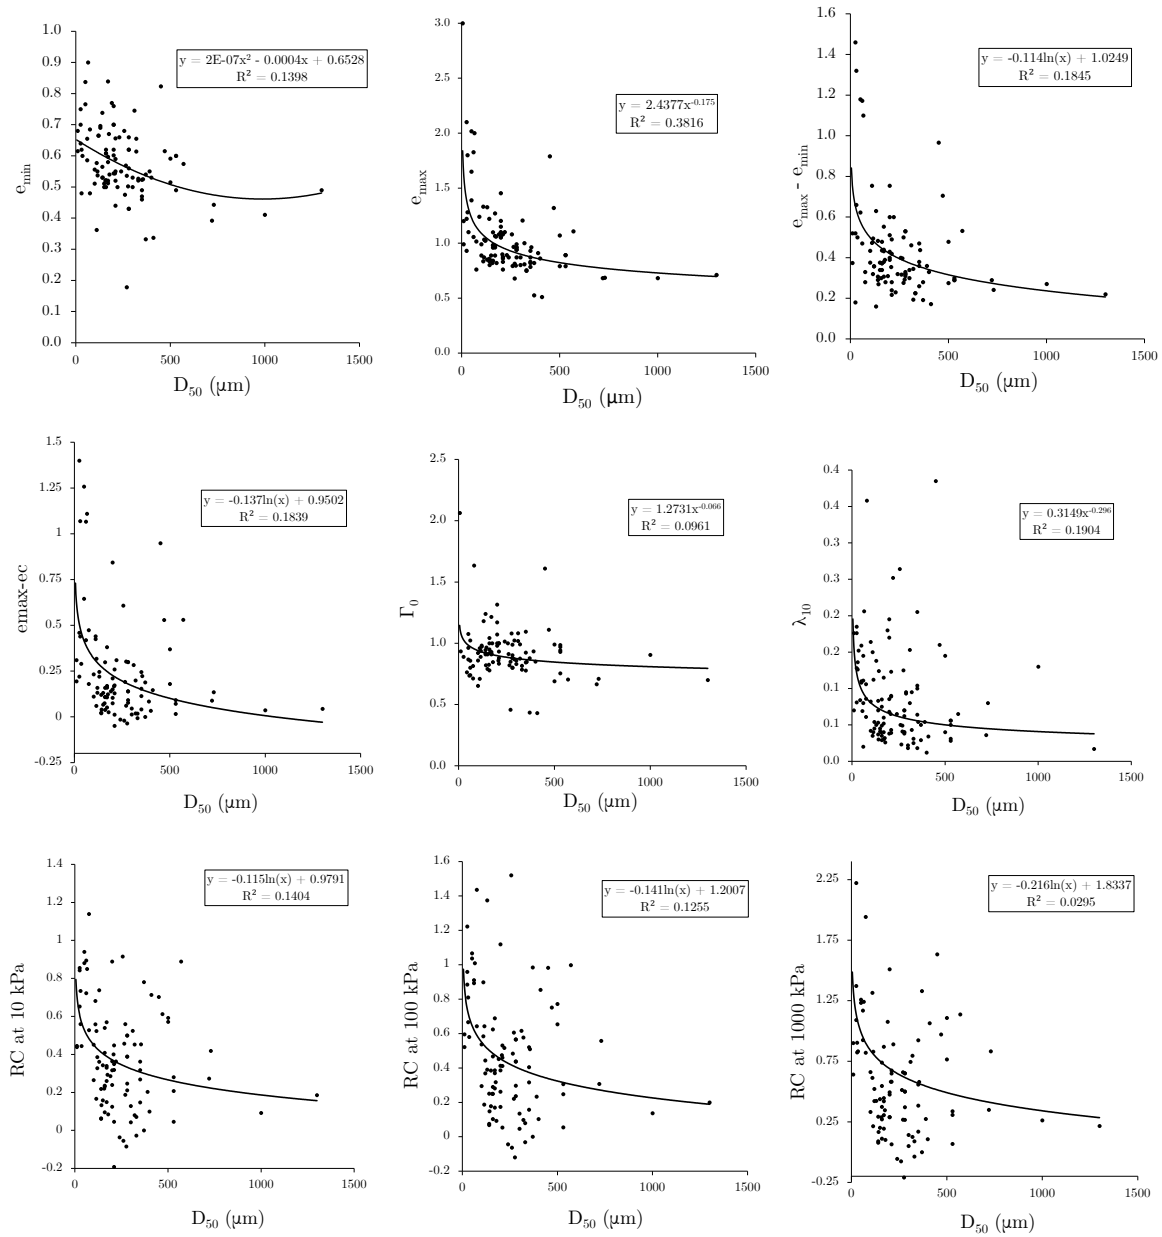 1.0
0.9
0.8
0.7
0.6
0.5
0.4
0.3
0.2
0.1
0.0
e_min
y = 2E-07x² - 0.0004x + 0.6528
R² = 0.1398
0 500 1000 1500
D₅₀ (μm)
3.0
2.5
2.0
1.5
1.0
0.5
0.0
e_max
y = 2.4377x^-0.175
R² = 0.3816
0 500 1000 1500
D₅₀ (μm)
1.6
1.4
1.2
1.0
0.8
0.6
0.4
0.2
0.0
e_max - e_min
y = -0.114ln(x) + 1.0249
R² = 0.1845
0 500 1000 1500
D₅₀ (μm)
1.5
1.25
1
0.75
0.5
0.25
0
-0.25
emax-ec
y = -0.137ln(x) + 0.9502
R² = 0.1839
0 500 1000 1500
D₅₀ (μm)
2.5
2.0
1.5
1.0
0.5
0.0
Γ₀
y = 1.2731x^-0.066
R² = 0.0961
0 500 1000 1500
D₅₀ (μm)
0.4
0.4
0.3
0.3
0.2
0.2
0.1
0.1
0.0
λ₁₀
y = 0.3149x^-0.296
R² = 0.1904
0 500 1000 1500
D₅₀ (μm)
1.4
1.2
1
0.8
0.6
0.4
0.2
0
-0.2
RC at 10 kPa
y = -0.115ln(x) + 0.9791
R² = 0.1404
0 500 1000 1500
D₅₀ (μm)
1.6
1.4
1.2
1
0.8
0.6
0.4
0.2
0
-0.2
RC at 100 kPa
y = -0.141ln(x) + 1.2007
R² = 0.1255
0 500 1000 1500
D₅₀ (μm)
2.25
1.75
1.25
0.75
0.25
-0.25
RC at 1000 kPa
y = -0.216ln(x) + 1.8337
R² = 0.0295
0 500 1000 1500
D₅₀ (μm)